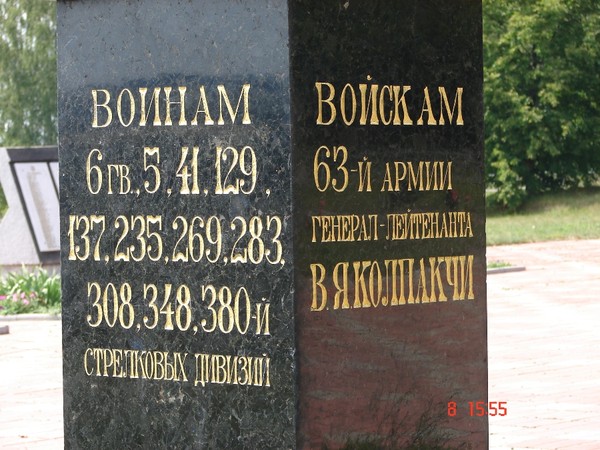 ВОИНАМ
6 ГВ., 5, 41, 129,
137, 235, 269, 283,
308, 348, 380-Й
СТРЕЛКОВЫХ ДИВИЗИЙ
ВОЙСКАМ
63-Й АРМИИ
ГЕНЕРАЛ-ЛЕЙТЕНАНТА
В.Я.КОЛПАКЧИ
8 15:55